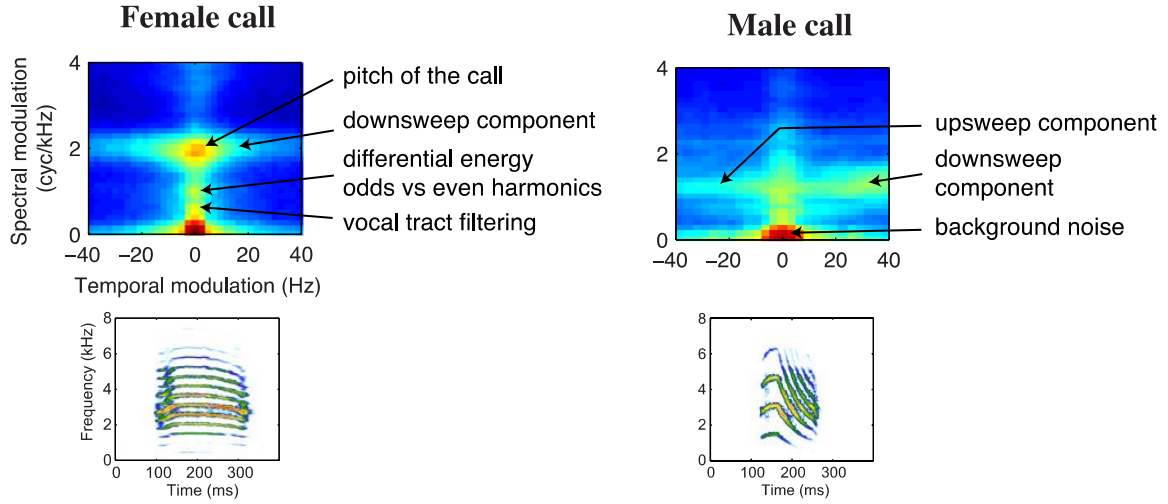 Female call
Male call
4
2
0
−40
−20
0
20
40
Spectral modulation
(cyc/kHz)
Temporal modulation (Hz)
pitch of the call
downsweep component
differential energy
odds vs even harmonics
vocal tract filtering
4
2
0
−40
−20
0
20
40
upsweep component
downsweep
component
background noise
8
6
4
2
0
Frequency (kHz)
0
100
200
300
Time (ms)
8
6
4
2
0
0
100
200
300
400
Time (ms)